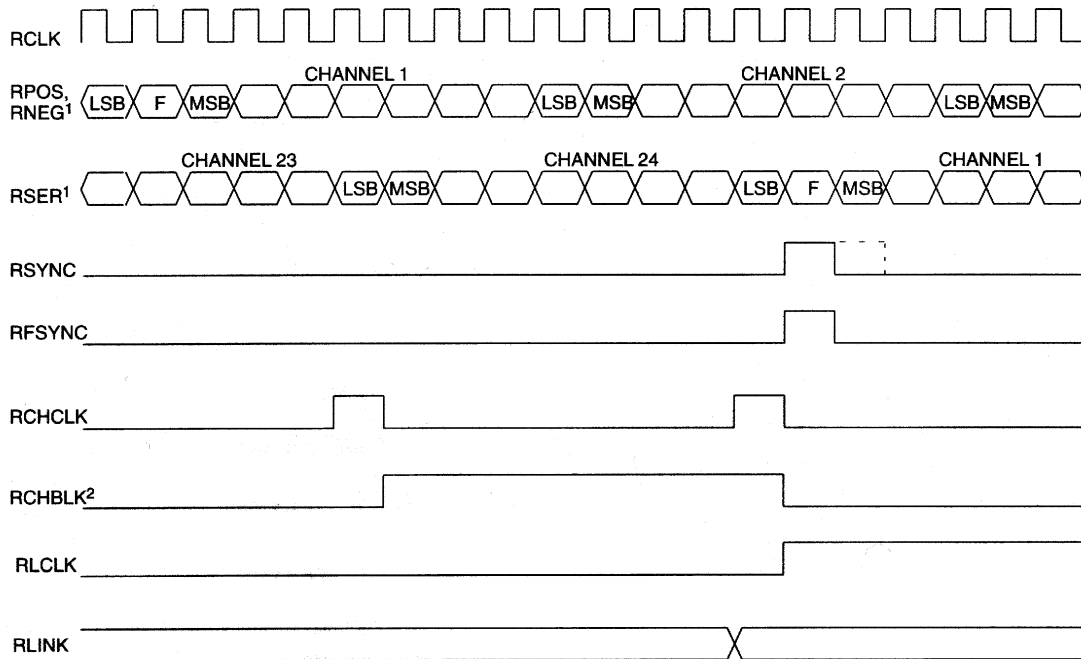 RCLK
CHANNEL 1 CHANNEL 2
RPOS,
RNEG¹ LSB F MSB LSB MSB LSB MSB
CHANNEL 23 CHANNEL 24 CHANNEL 1
RSER¹ LSB MSB LSB F MSB
RSYNC
RFSYNC
RCHCLK
RCHBLK²
RLCLK
RLINK